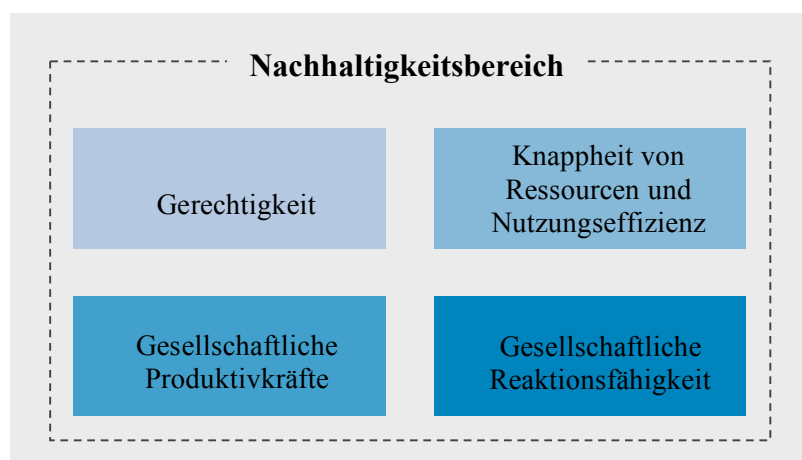 Nachhaltigkeitsbereich
Gerechtigkeit
Knappheit von
Ressourcen und
Nutzungseffizienz
Gesellschaftliche
Produktivkräfte
Gesellschaftliche
Reaktionsfähigkeit